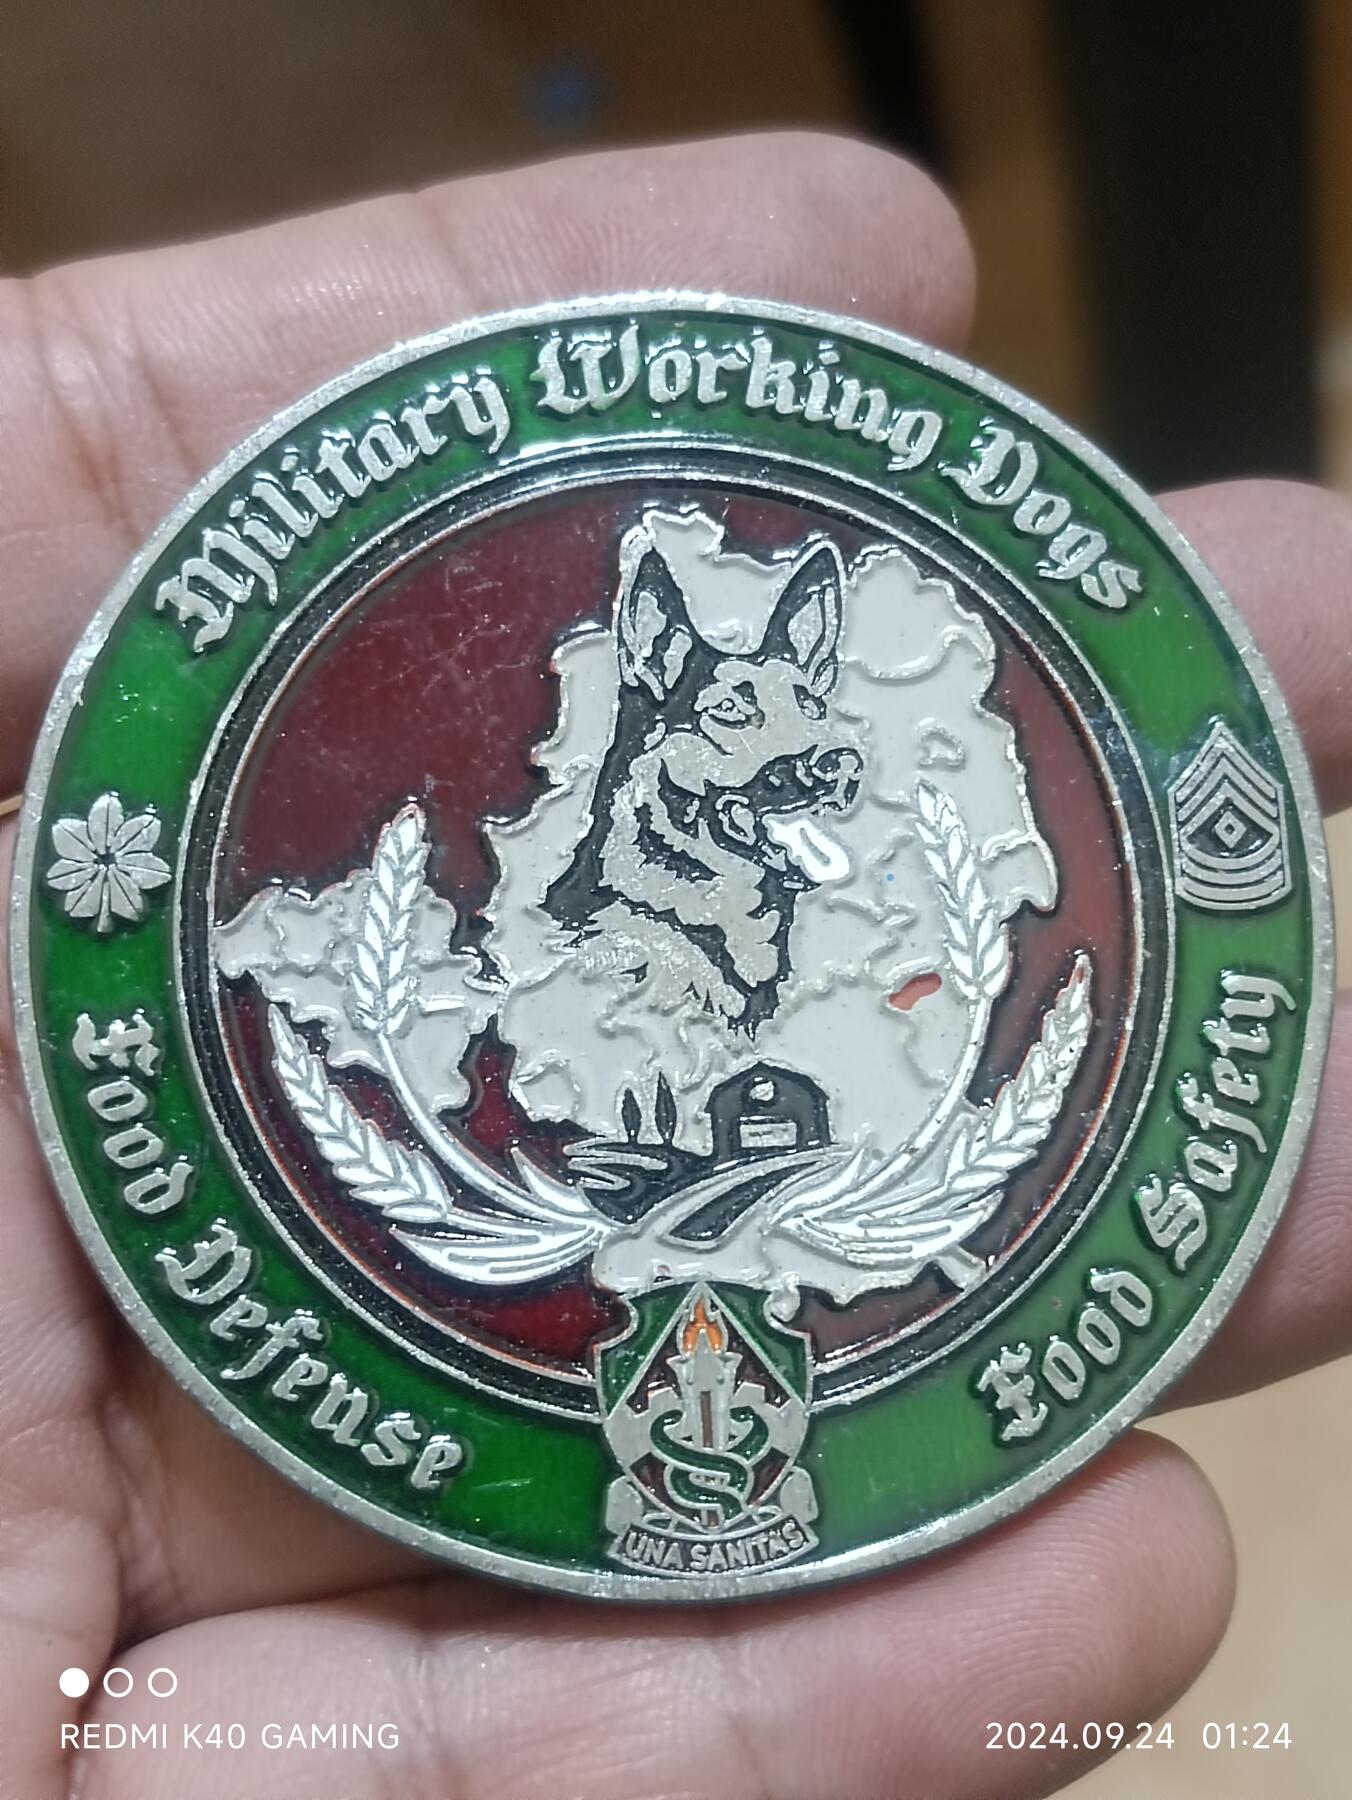 Military Working Dogs
Food Defense
Food Safety
UNA SANITAS
REDMI K40 GAMING
2024.09.24 01:24